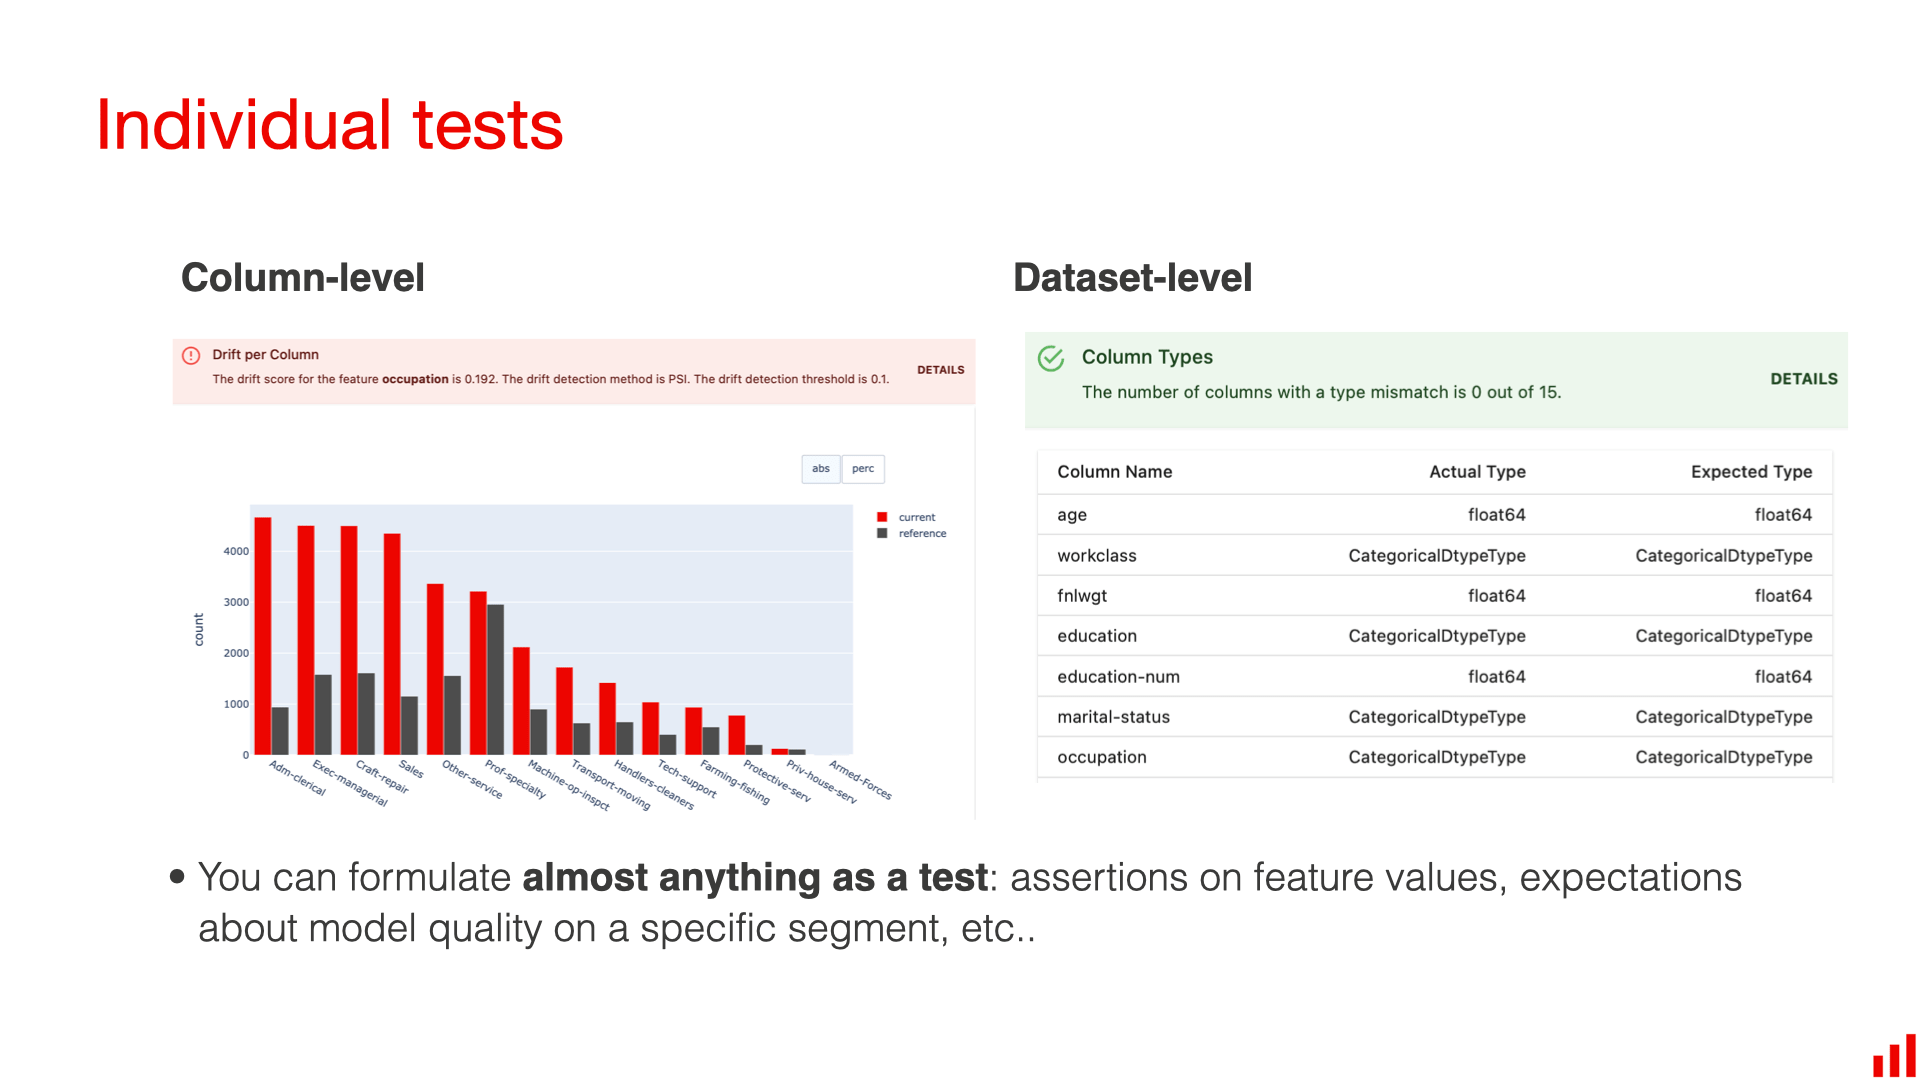 Individual tests
Column-level
Drift per Column
The drift score for the feature occupation is 0.192. The drift detection method is PSI. The drift detection threshold is 0.1.
DETAILS
abs
perc
current
reference
count
4000
3000
2000
1000
0
Adm-clerical
Exec-managerial
Craft-repair
Sales
Other-service
Prof-specialty
Machine-op-inspct
Transport-moving
Handlers-cleaners
Tech-support
Farming-fishing
Protective-serv
Priv-house-serv
Armed-Forces
Dataset-level
Column Types
The number of columns with a type mismatch is 0 out of 15.
DETAILS
Column Name Actual Type Expected Type
age float64 float64
workclass CategoricalDtypeType CategoricalDtypeType
fnlwgt float64 float64
education CategoricalDtypeType CategoricalDtypeType
education-num float64 float64
marital-status CategoricalDtypeType CategoricalDtypeType
occupation CategoricalDtypeType CategoricalDtypeType
• You can formulate almost anything as a test: assertions on feature values, expectations
about model quality on a specific segment, etc..